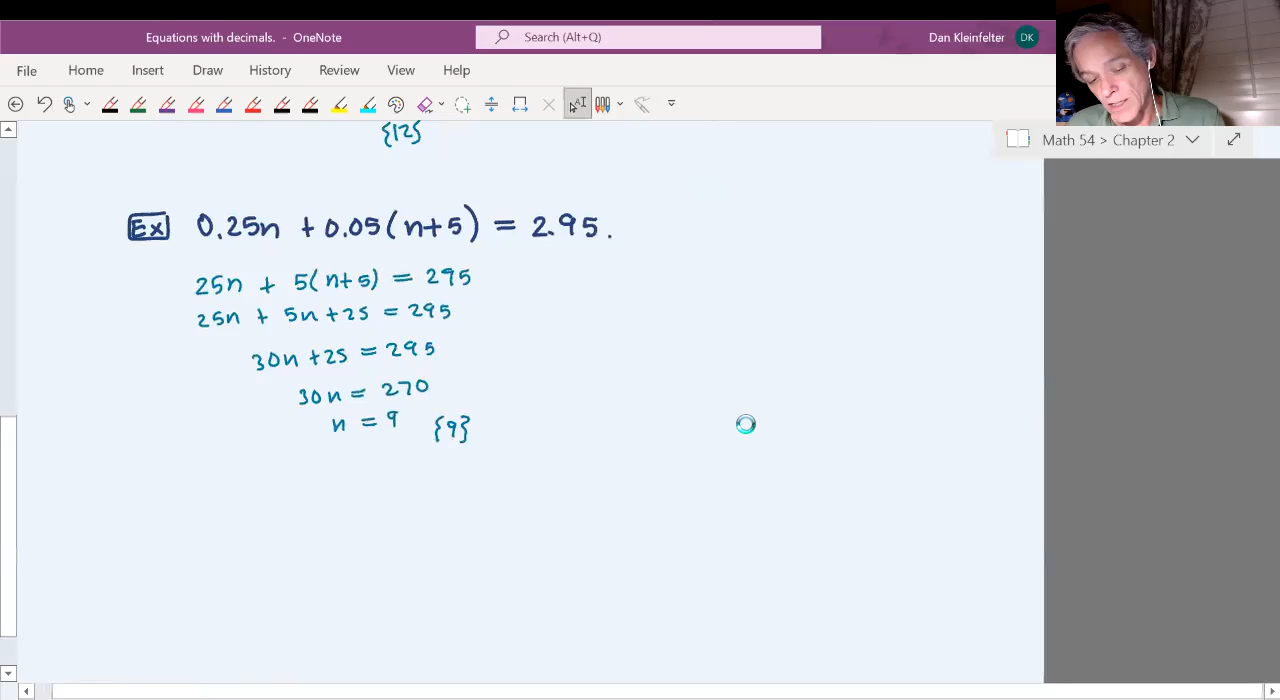 Equations with decimals. - OneNote
Search (Alt+Q)
Dan Kleinfelter DK
File Home Insert Draw History Review View Help
Math 54 > Chapter 2
{12}
Ex 0.25n + 0.05(n+5) = 2.95.
25n + 5(n+5) = 295
25n + 5n+25 = 295
30n+25 = 295
30n = 270
n = 9 {9}